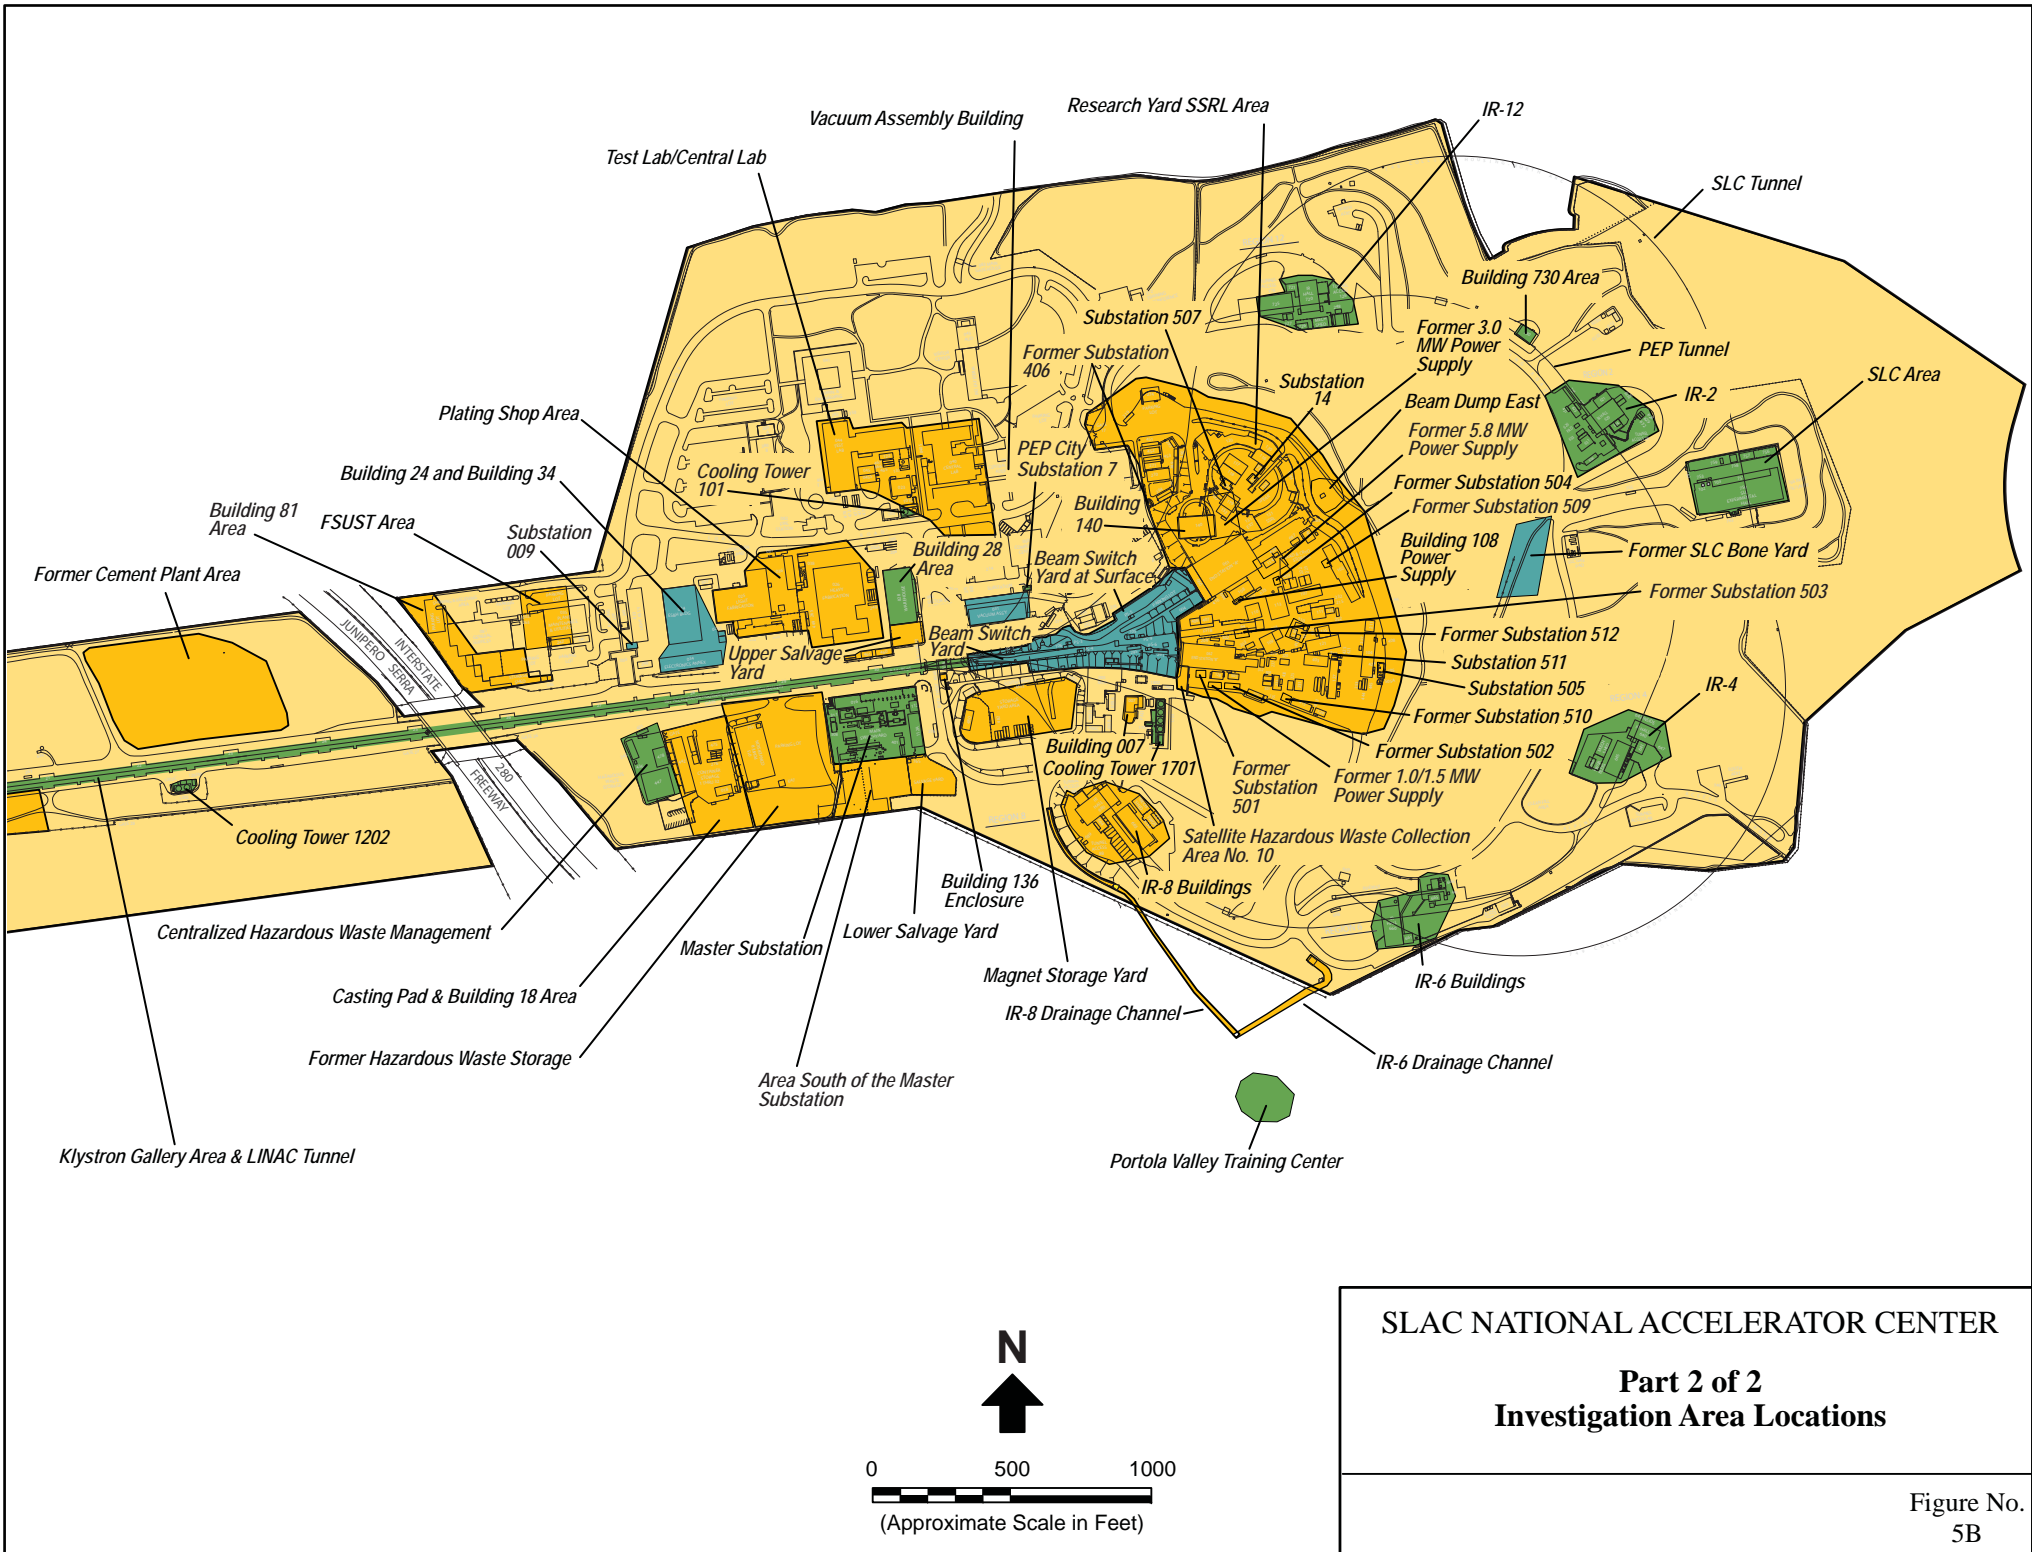 Research Yard SSRL Area
IR-12
Vacuum Assembly Building
Test Lab/Central Lab
SLC Tunnel
Building 730 Area
Substation 507
Former 3.0
MW Power
Supply
PEP Tunnel
Former Substation
406
SLC Area
Substation
14
IR-2
Beam Dump East
Plating Shop Area
Former 5.8 MW
Power Supply
PEP City
Substation 7
Cooling Tower
101
Building 24 and Building 34
Former Substation 504
Building 81
Area
FSUST Area
Building
140
Former Substation 509
Substation
009
Building 28
Area
Beam Switch
Yard at Surface
Building 108
Power
Supply
Former SLC Bone Yard
Former Cement Plant Area
Former Substation 503
INTERSTATE
JUNIPERO SERRA
Beam Switch
Yard
Former Substation 512
Upper Salvage
Yard
Substation 511
Substation 505
IR-4
Former Substation 510
Building 007
Cooling Tower 1701
Former Substation 502
280
FREEWAY
Former
Substation
501
Former 1.0/1.5 MW
Power Supply
Cooling Tower 1202
Satellite Hazardous Waste Collection
Area No. 10
Building 136
Enclosure
IR-8 Buildings
Centralized Hazardous Waste Management
Master Substation
Lower Salvage Yard
Magnet Storage Yard
IR-6 Buildings
Casting Pad & Building 18 Area
IR-8 Drainage Channel
Former Hazardous Waste Storage
IR-6 Drainage Channel
Area South of the Master
Substation
Klystron Gallery Area & LINAC Tunnel
Portola Valley Training Center
N
0 500 1000
(Approximate Scale in Feet)
SLAC NATIONAL ACCELERATOR CENTER
Part 2 of 2
Investigation Area Locations
Figure No.
5B